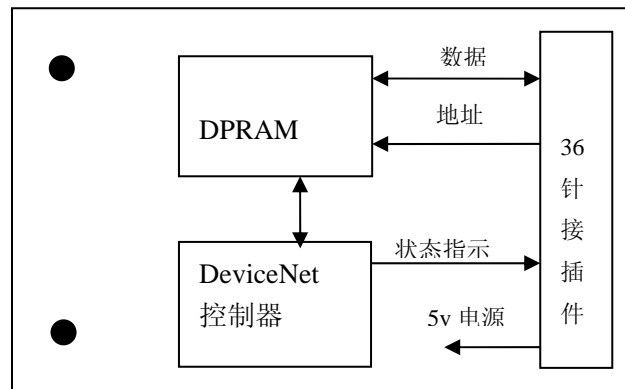 数据
DPRAM
地址
36
针
接
插
件
DeviceNet
控制器
状态指示
5v 电源